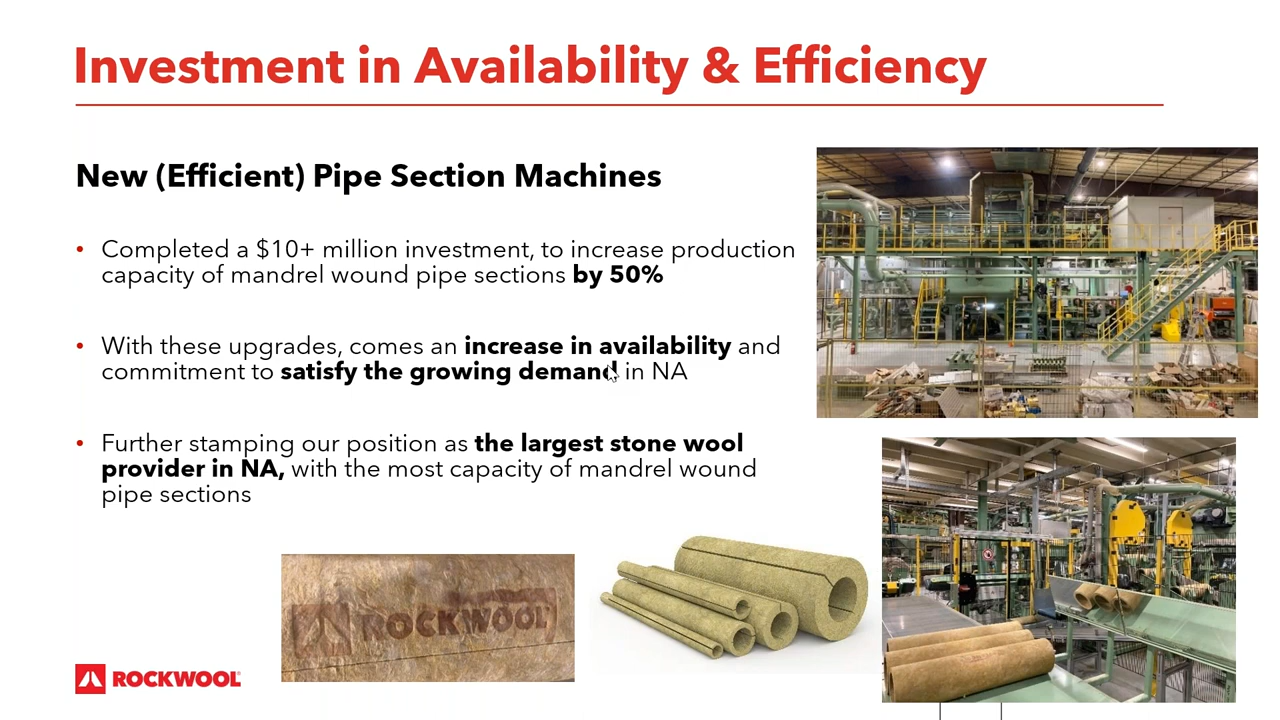 Investment in Availability & Efficiency
New (Efficient) Pipe Section Machines
• Completed a $10+ million investment, to increase production
capacity of mandrel wound pipe sections by 50%
• With these upgrades, comes an increase in availability and
commitment to satisfy the growing demand in NA
• Further stamping our position as the largest stone wool
provider in NA, with the most capacity of mandrel wound
pipe sections
ROCKWOOL
ROCKWOOL